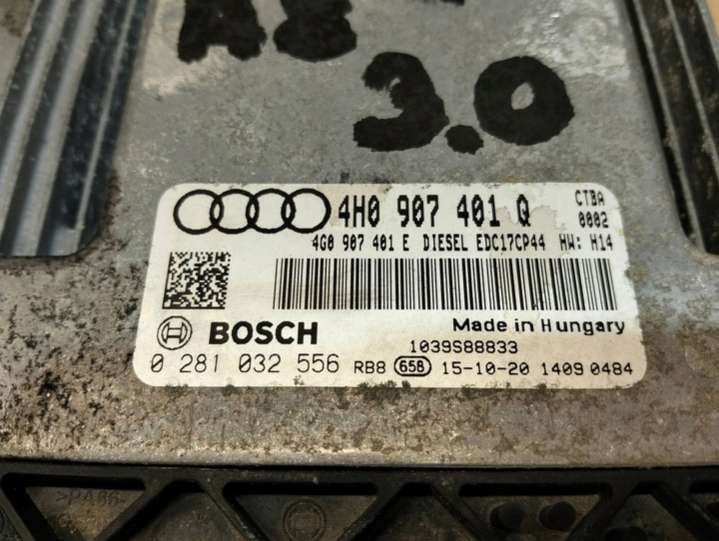 A8
3.0
4H0 907 401 Q
CTBA
0002
4G0 907 401 E DIESEL EDC17CP44 HW: H14
BOSCH
Made in Hungary
1039S88833
0 281 032 556 RB8 658 15-10-20 1409 0484